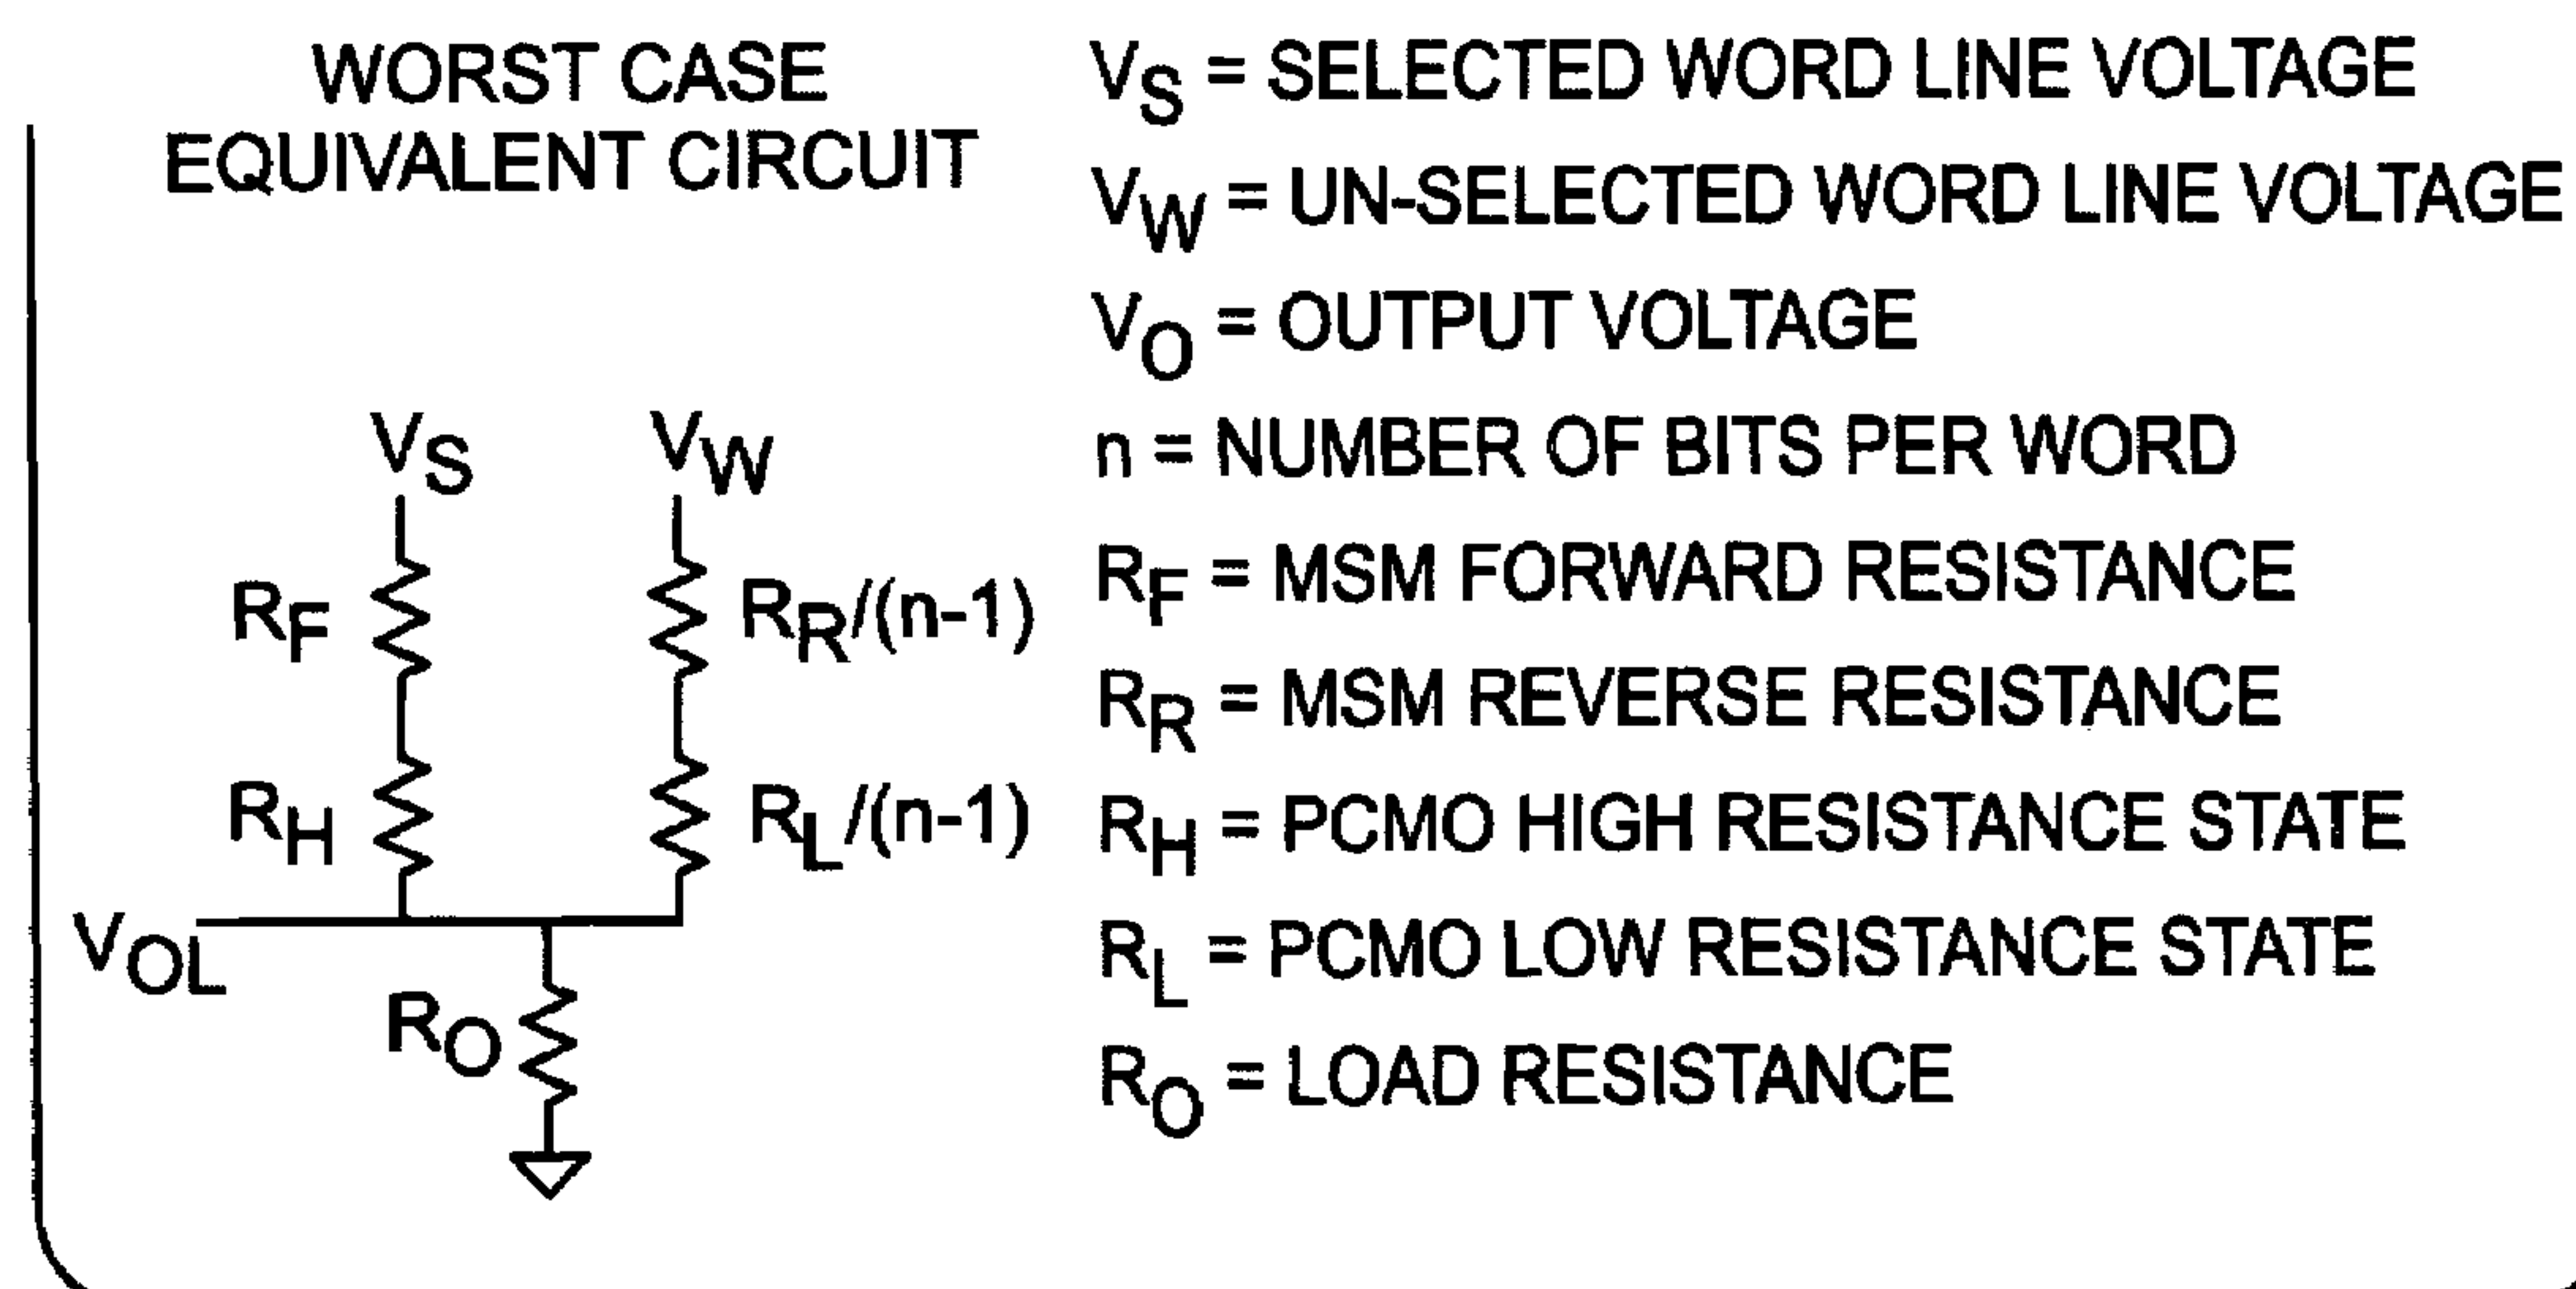 WORST CASE
EQUIVALENT CIRCUIT
VS
VW
RF
RR/(n-1)
RH
RL/(n-1)
VOL
RO
VS = SELECTED WORD LINE VOLTAGE
VW = UN-SELECTED WORD LINE VOLTAGE
VO = OUTPUT VOLTAGE
n = NUMBER OF BITS PER WORD
RF = MSM FORWARD RESISTANCE
RR = MSM REVERSE RESISTANCE
RH = PCMO HIGH RESISTANCE STATE
RL = PCMO LOW RESISTANCE STATE
RO = LOAD RESISTANCE